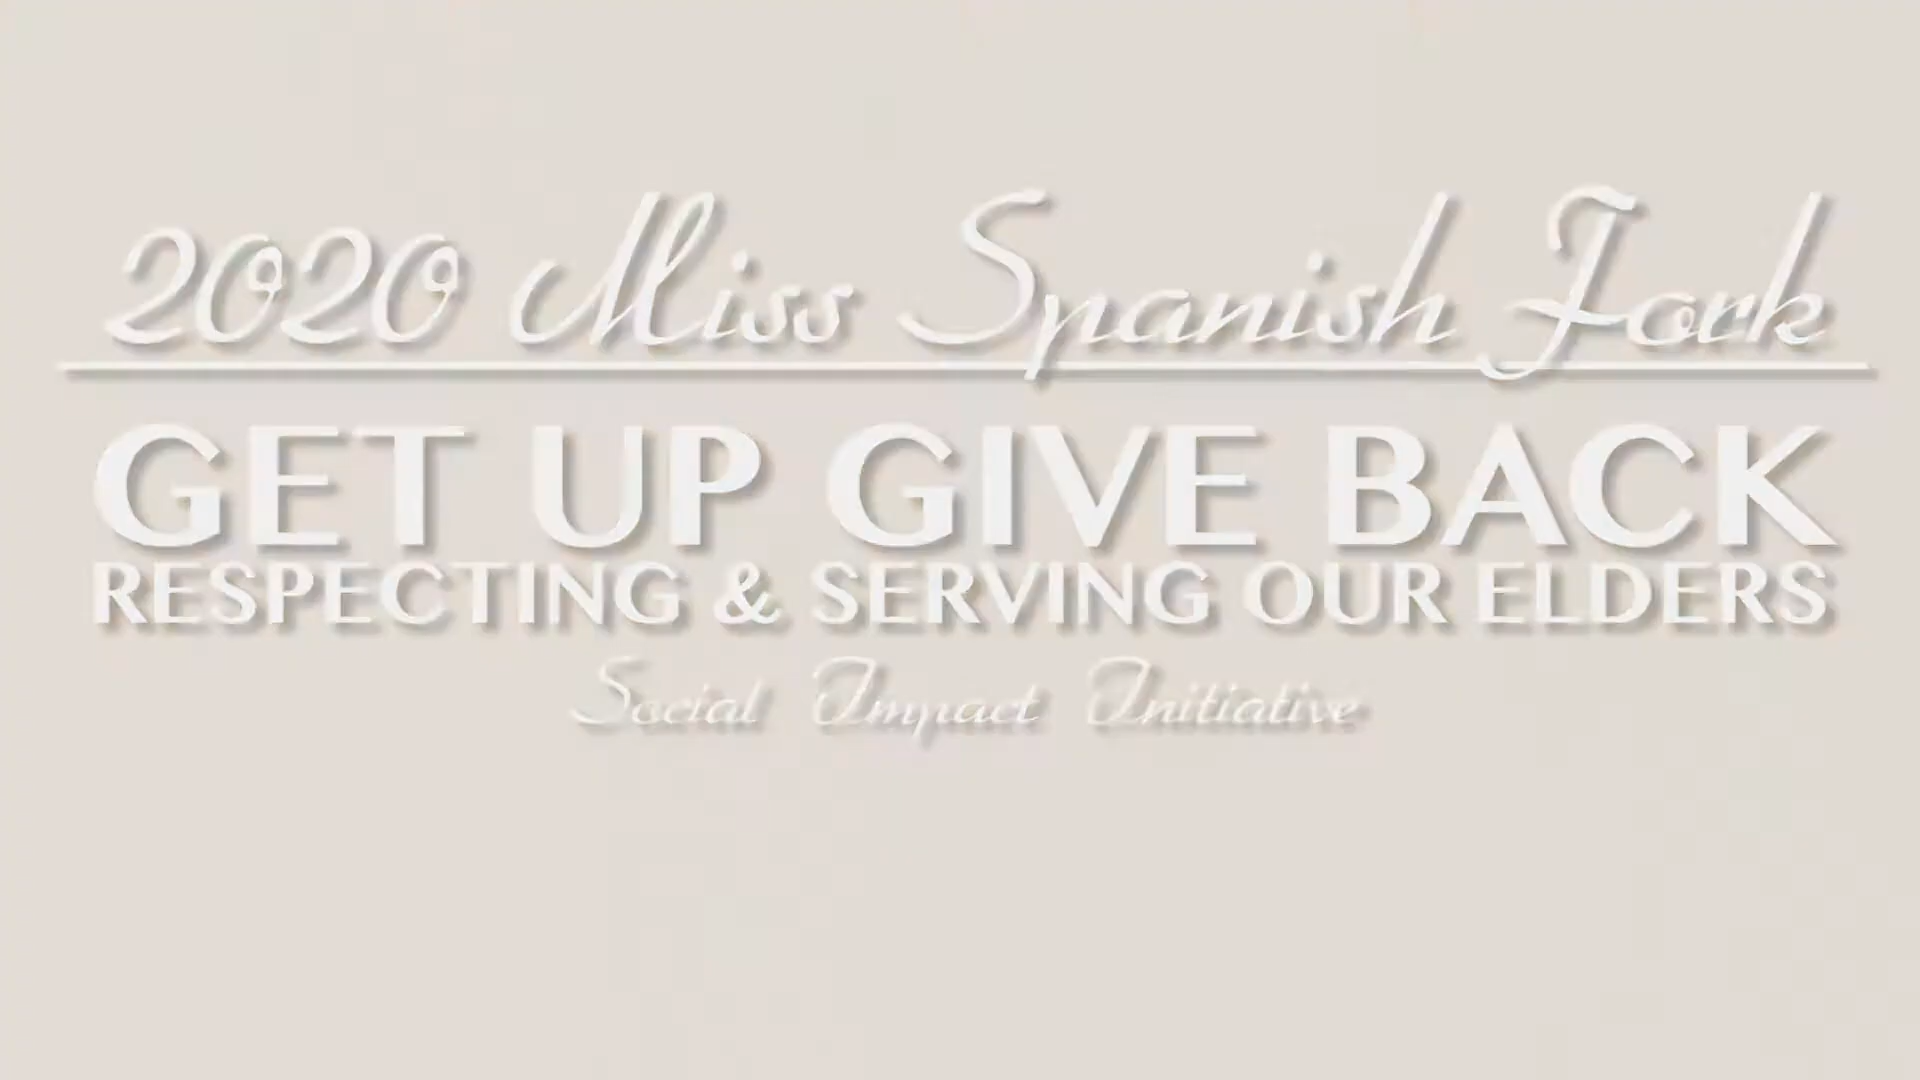 2020 Miss Spanish Fork
GET UP GIVE BACK
RESPECTING & SERVING OUR ELDERS
Social Impact Initiative